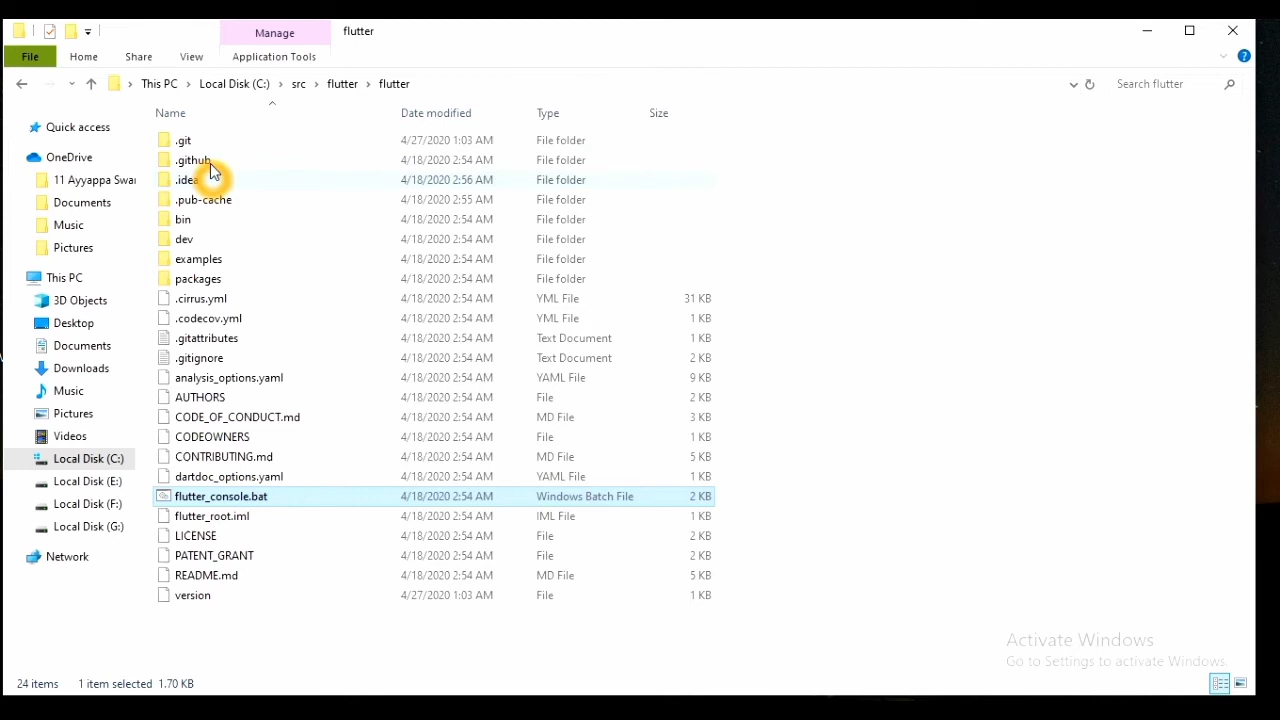 Manage flutter
File Home Share View Application Tools
This PC Local Disk (C:) src flutter flutter Search flutter
Name Date modified Type Size
Quick access
OneDrive
11 Ayyappa Swar
Documents
Music
Pictures
This PC
3D Objects
Desktop
Documents
Downloads
Music
Pictures
Videos
Local Disk (C:)
Local Disk (E:)
Local Disk (F:)
Local Disk (G:)
Network
.git 4/27/2020 1:03 AM File folder
.github 4/18/2020 2:54 AM File folder
.idea 4/18/2020 2:56 AM File folder
.pub-cache 4/18/2020 2:55 AM File folder
bin 4/18/2020 2:54 AM File folder
dev 4/18/2020 2:54 AM File folder
examples 4/18/2020 2:54 AM File folder
packages 4/18/2020 2:54 AM File folder
.cirrus.yml 4/18/2020 2:54 AM YML File 31 KB
.codecov.yml 4/18/2020 2:54 AM YML File 1 KB
.gitattributes 4/18/2020 2:54 AM Text Document 1 KB
.gitignore 4/18/2020 2:54 AM Text Document 2 KB
analysis_options.yaml 4/18/2020 2:54 AM YAML File 9 KB
AUTHORS 4/18/2020 2:54 AM File 2 KB
CODE_OF_CONDUCT.md 4/18/2020 2:54 AM MD File 3 KB
CODEOWNERS 4/18/2020 2:54 AM File 1 KB
CONTRIBUTING.md 4/18/2020 2:54 AM MD File 5 KB
dartdoc_options.yaml 4/18/2020 2:54 AM YAML File 1 KB
flutter_console.bat 4/18/2020 2:54 AM Windows Batch File 2 KB
flutter_root.iml 4/18/2020 2:54 AM IML File 1 KB
LICENSE 4/18/2020 2:54 AM File 2 KB
PATENT_GRANT 4/18/2020 2:54 AM File 2 KB
README.md 4/18/2020 2:54 AM MD File 5 KB
version 4/27/2020 1:03 AM File 1 KB
Activate Windows
Go to Settings to activate Windows.
24 items 1 item selected 1.70 KB